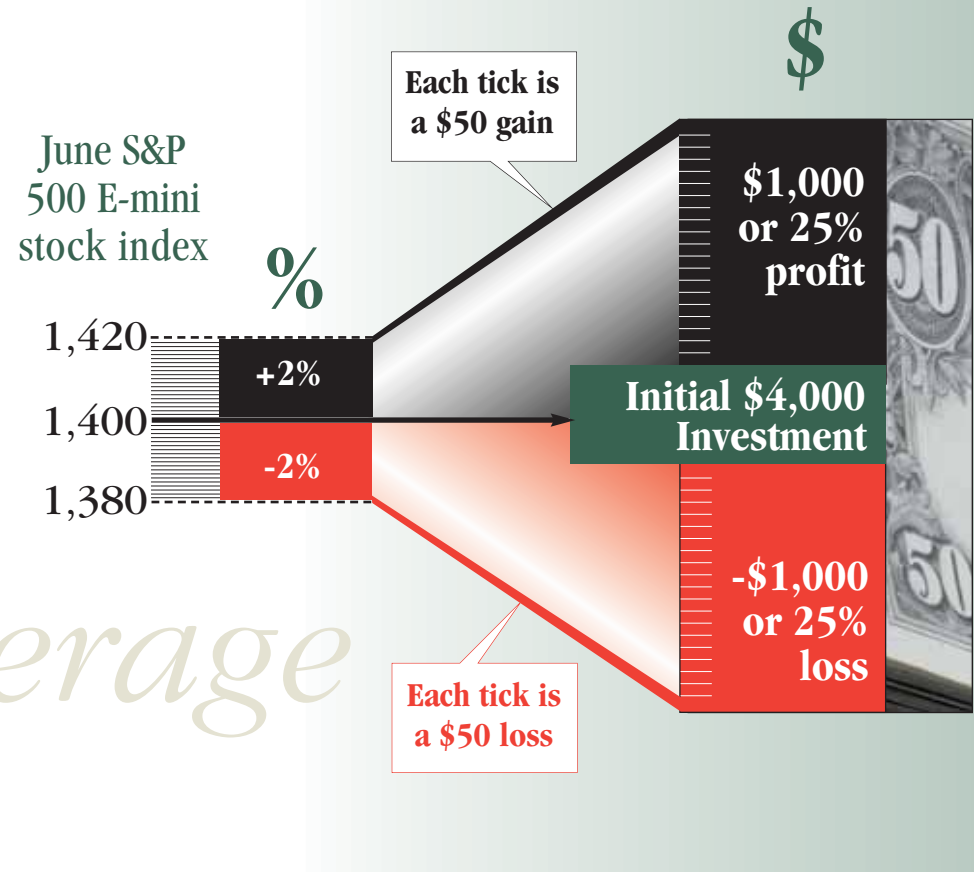 $
Each tick is
a $50 gain
June S&P
500 E-mini
stock index
%
$1,000
or 25%
profit
50
1,420
+2%
1,400
Initial $4,000
Investment
-2%
1,380
50
-$1,000
or 25%
loss
erage
Each tick is
a $50 loss